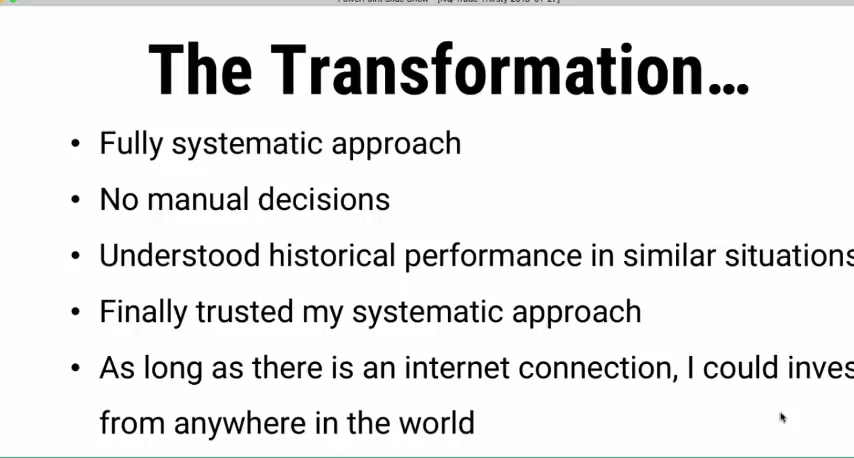 The Transformation…
• Fully systematic approach
• No manual decisions
• Understood historical performance in similar situations
• Finally trusted my systematic approach
• As long as there is an internet connection, I could inves
from anywhere in the world